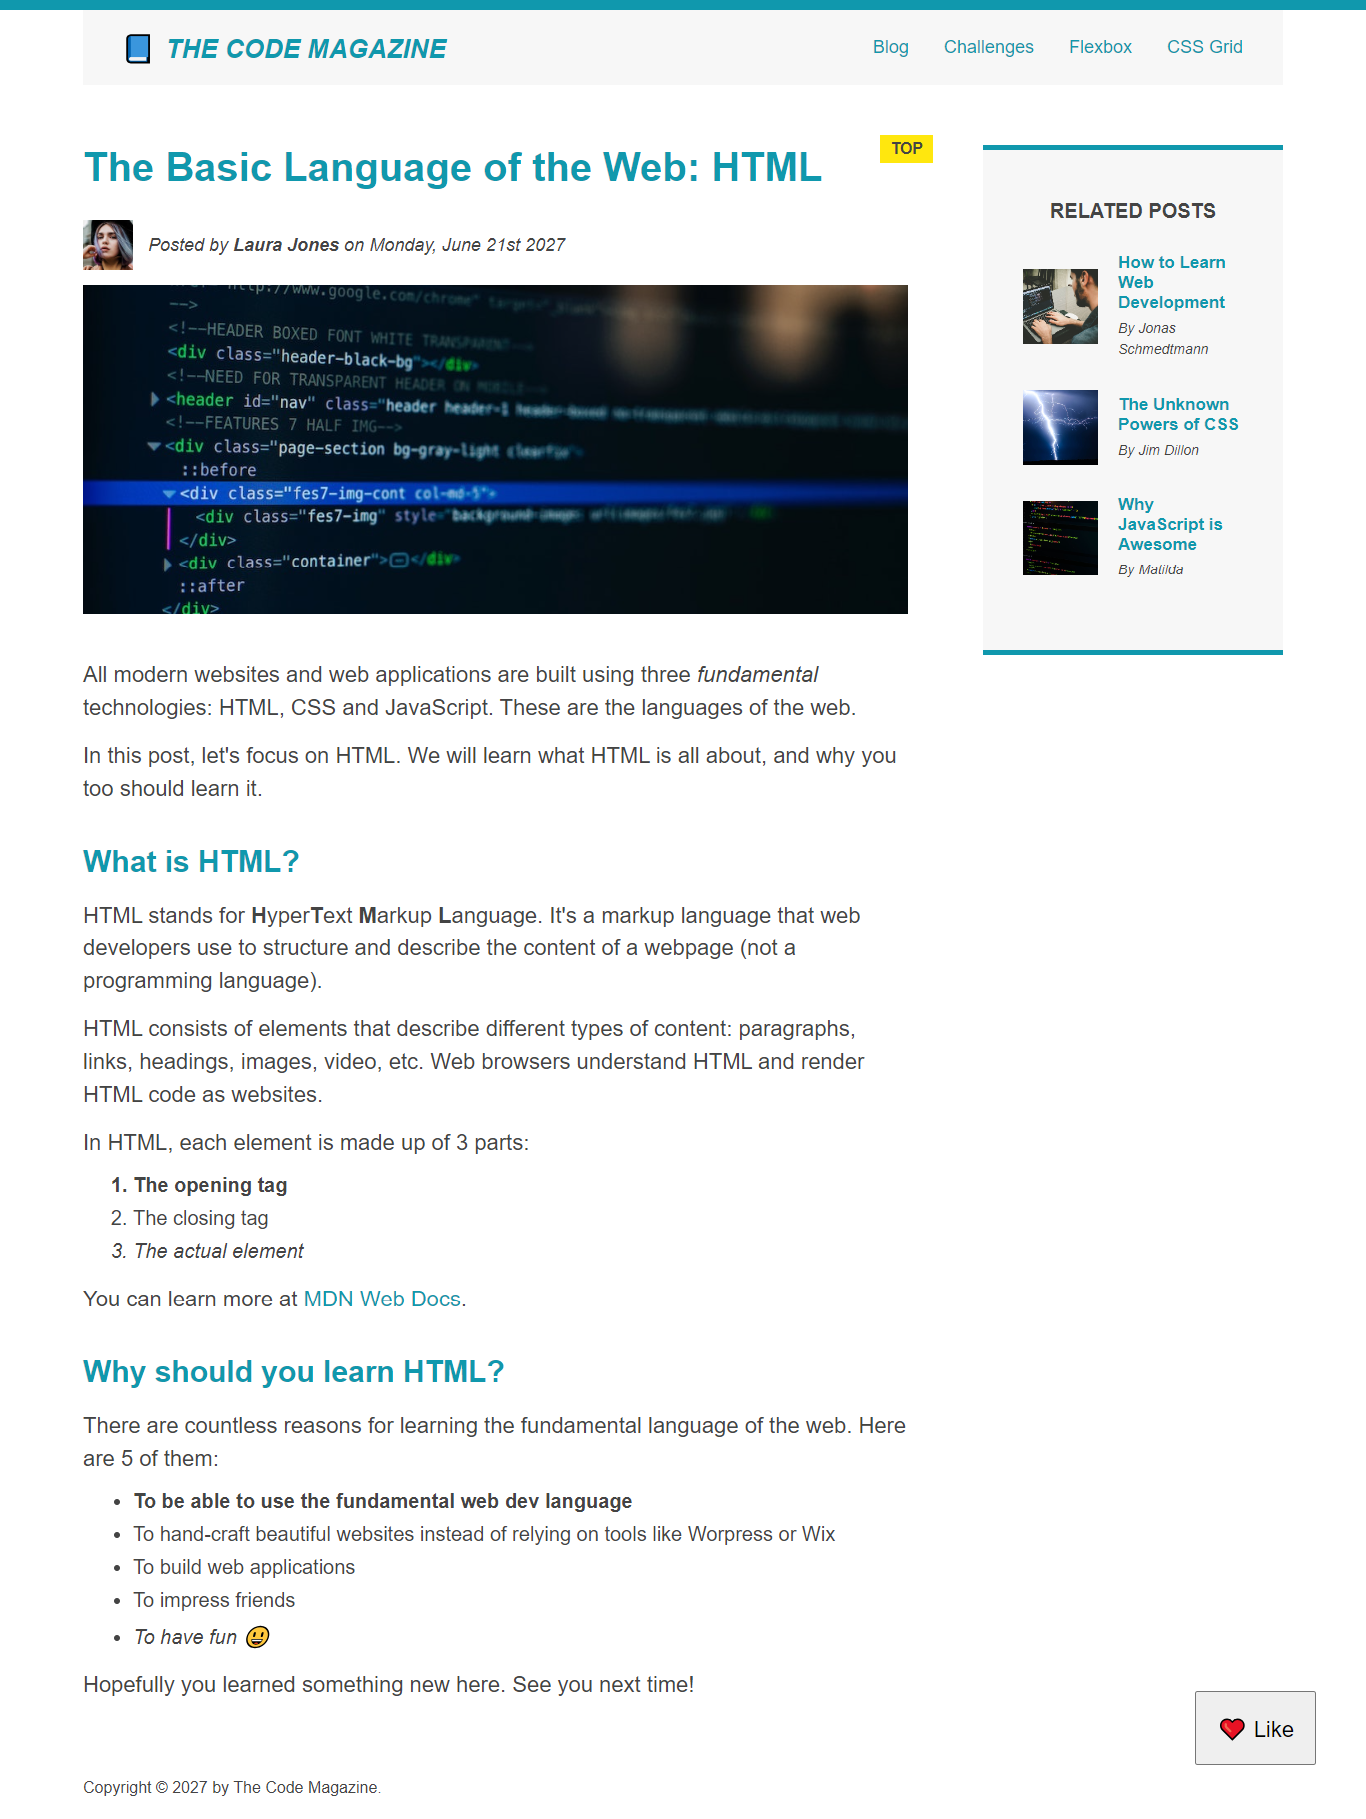 📘 THE CODE MAGAZINE
Blog Challenges Flexbox CSS Grid
The Basic Language of the Web: HTML
TOP
Posted by Laura Jones on Monday, June 21st 2027
http://www.google.com/chrome"
-->
<!--HEADER BOXED FONT WHITE TRANSPARENT-->
<div class="header-black-bg"></div>
<!--NEED FOR TRANSPARENT HEADER ON MOBILE-->
<header id="nav" class="header header-1
<!--FEATURES 7 HALF IMG-->
<div class="page-section bg-gray-light clearfix">
::before
<div class="fes7-img-cont col-md-5">
<div class="fes7-img" style="background-image:
</div>
<div class="container"></div>
::after
</div>
All modern websites and web applications are built using three fundamental
technologies: HTML, CSS and JavaScript. These are the languages of the web.
In this post, let's focus on HTML. We will learn what HTML is all about, and why you
too should learn it.
What is HTML?
HTML stands for HyperText Markup Language. It's a markup language that web
developers use to structure and describe the content of a webpage (not a
programming language).
HTML consists of elements that describe different types of content: paragraphs,
links, headings, images, video, etc. Web browsers understand HTML and render
HTML code as websites.
In HTML, each element is made up of 3 parts:
1. The opening tag
2. The closing tag
3. The actual element
You can learn more at MDN Web Docs.
Why should you learn HTML?
There are countless reasons for learning the fundamental language of the web. Here
are 5 of them:
• To be able to use the fundamental web dev language
• To hand-craft beautiful websites instead of relying on tools like Worpress or Wix
• To build web applications
• To impress friends
• To have fun 😃
Hopefully you learned something new here. See you next time!
RELATED POSTS
How to Learn
Web
Development
By Jonas
Schmedtmann
The Unknown
Powers of CSS
By Jim Dillon
Why
JavaScript is
Awesome
By Matilda
❤️ Like
Copyright © 2027 by The Code Magazine.